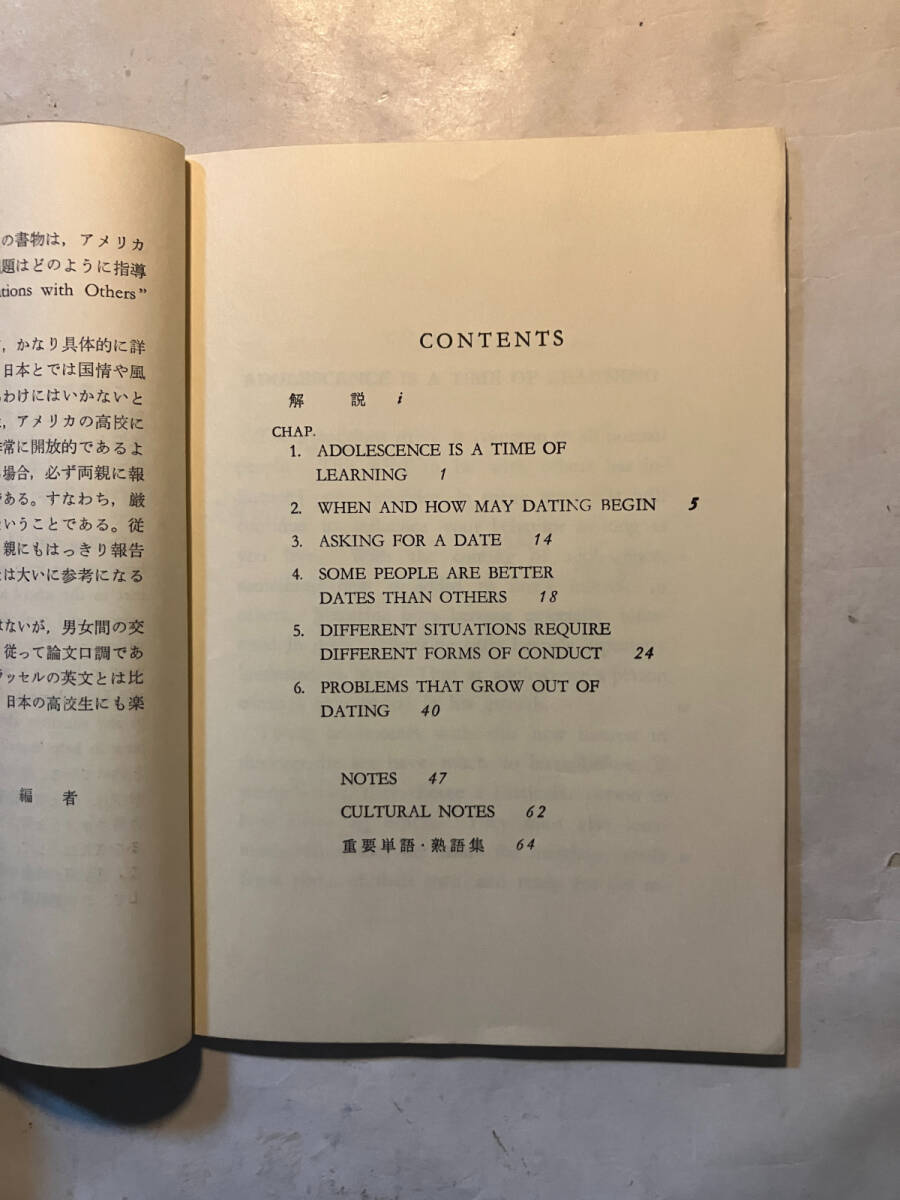 の書物は，アメリカ
題はどのように指導
tions with Others”
，かなり具体的に詳
日本とでは国情や風
わけにはいかないと
，アメリカの高校に
常に開放的であるよ
場合，必ず両親に報
である。すなわち，厳
いうことである。従
親にもはっきり報告
は大いに参考になる
はないが，男女間の交
従って論文口調であ
ラッセルの英文とは比
日本の高校生にも楽
編者
CONTENTS
解説 i
CHAP.
1. ADOLESCENCE IS A TIME OF
LEARNING 1
2. WHEN AND HOW MAY DATING BEGIN 5
3. ASKING FOR A DATE 14
4. SOME PEOPLE ARE BETTER
DATES THAN OTHERS 18
5. DIFFERENT SITUATIONS REQUIRE
DIFFERENT FORMS OF CONDUCT 24
6. PROBLEMS THAT GROW OUT OF
DATING 40
NOTES 47
CULTURAL NOTES 62
重要単語・熟語集 64